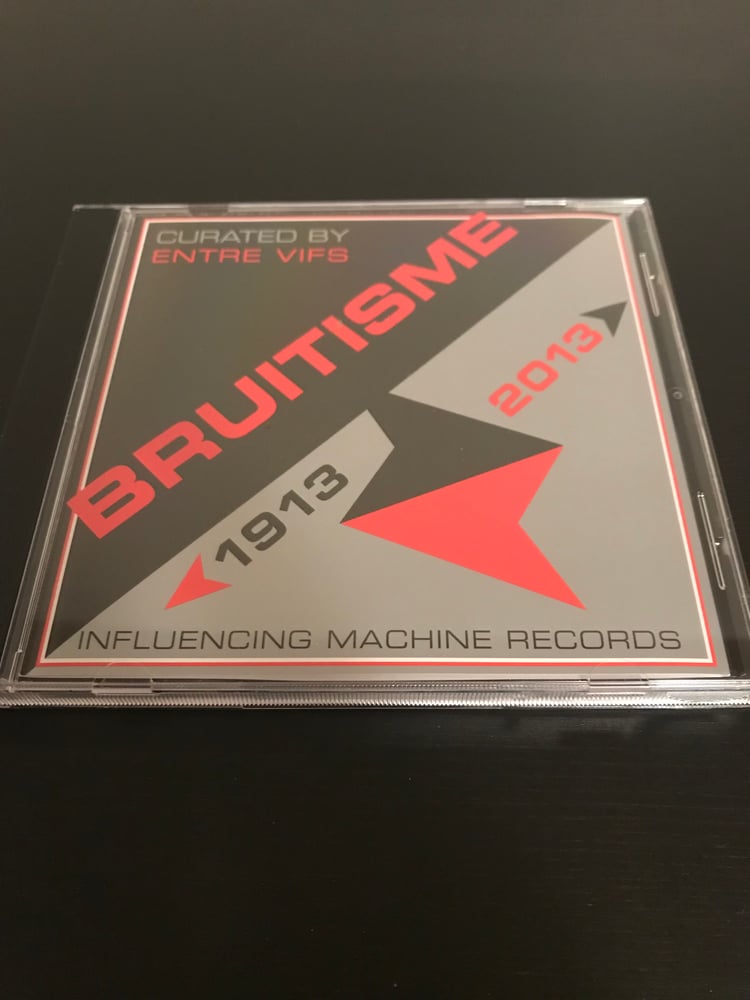 CURATED BY
ENTRE VIFS
BRUITISME
2013
1913
INFLUENCING MACHINE RECORDS